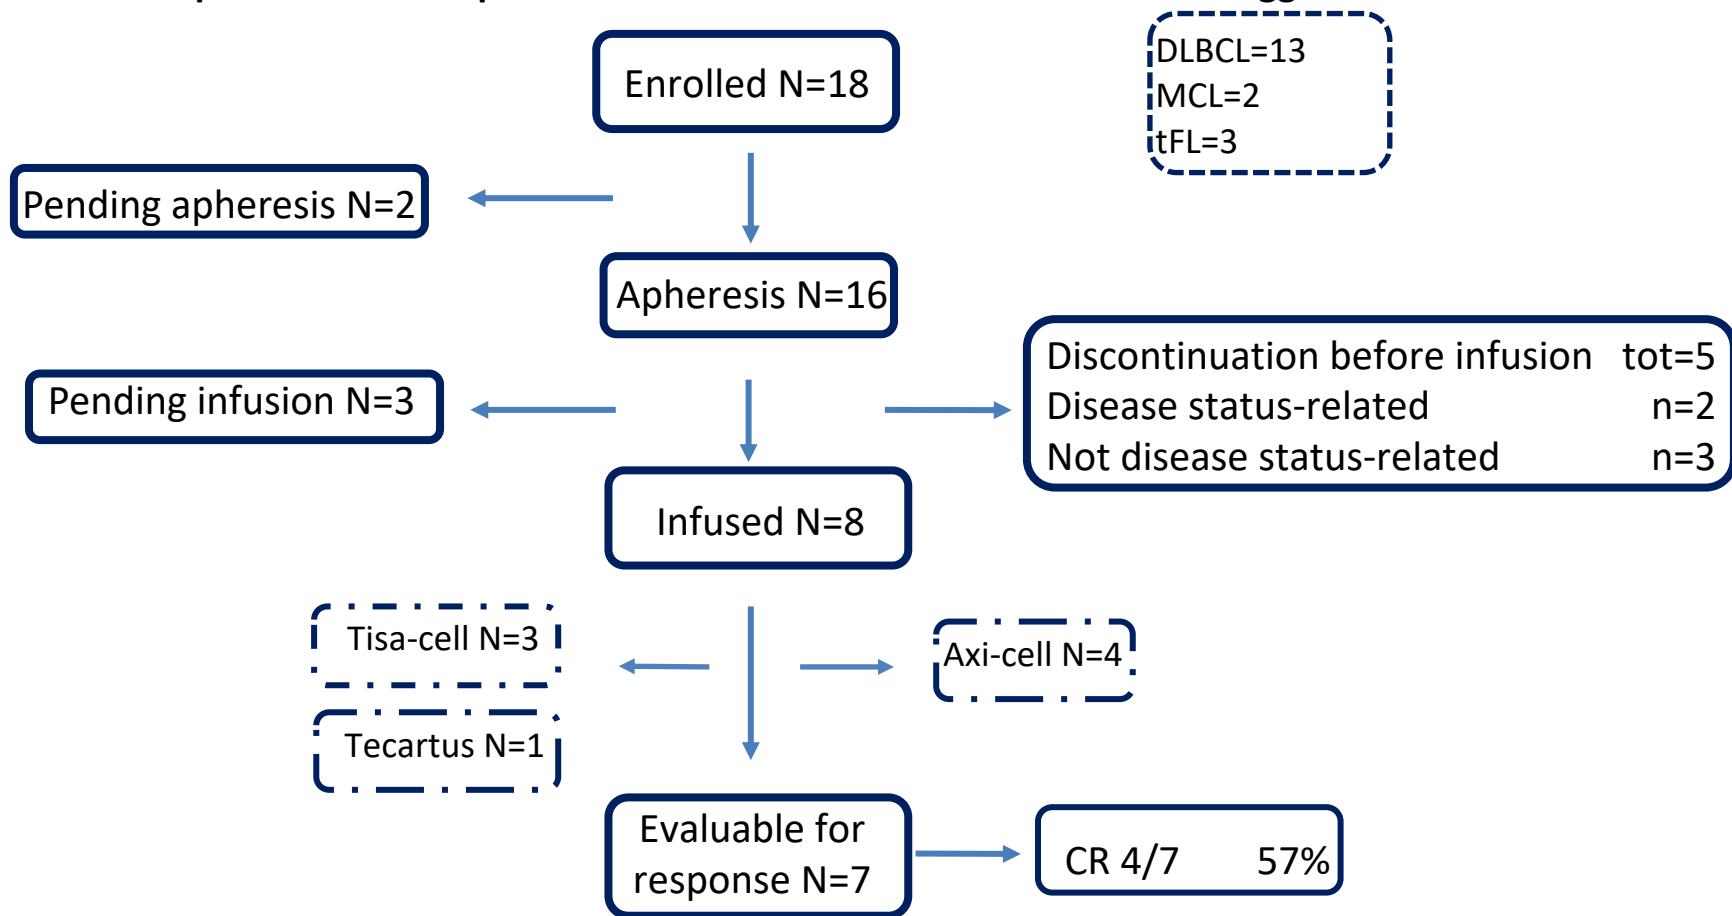 Enrolled N=18
DLBCL=13
MCL=2
tFL=3
Pending apheresis N=2
Apheresis N=16
Pending infusion N=3
Discontinuation before infusion tot=5
Disease status-related n=2
Not disease status-related n=3
Infused N=8
Tisa-cell N=3
Axi-cell N=4
Tecartus N=1
Evaluable for
response N=7
CR 4/7 57%